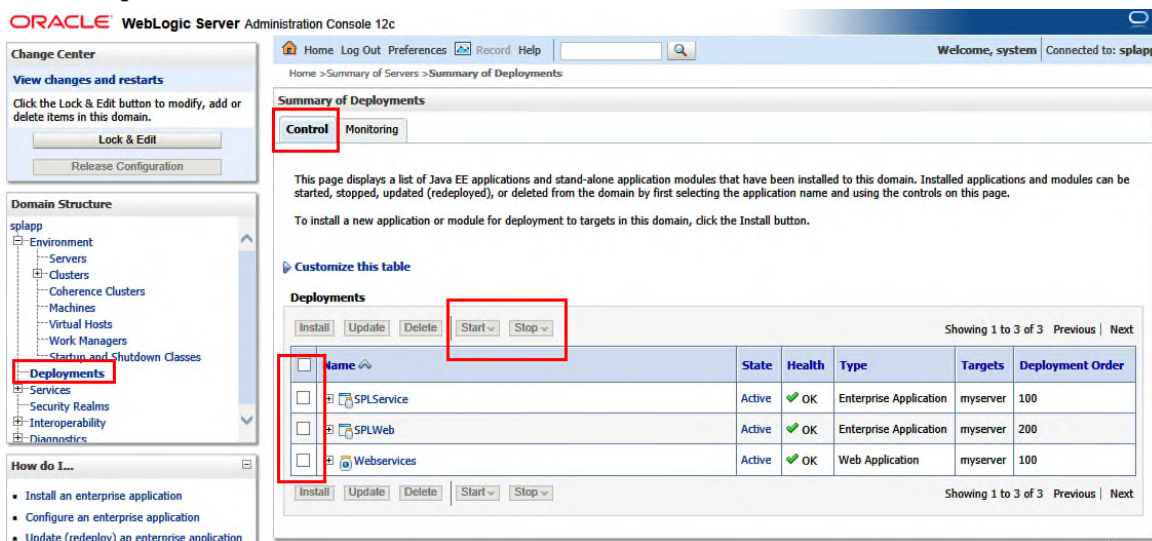 ORACLE WebLogic Server Administration Console 12c
Change Center
View changes and restarts
Click the Lock & Edit button to modify, add or
delete items in this domain.
Lock & Edit
Release Configuration
Domain Structure
splapp
Environment
Servers
Clusters
Coherence Clusters
Machines
Virtual Hosts
Work Managers
Startup and Shutdown Classes
Deployments
Services
Security Realms
Interoperability
Diagnostics
How do I...
Install an enterprise application
Configure an enterprise application
Update (redeploy) an enterprise application
Home Log Out Preferences Record Help
Welcome, system Connected to: splapp
Home >Summary of Servers >Summary of Deployments
Summary of Deployments
Control Monitoring
This page displays a list of Java EE applications and stand-alone application modules that have been installed to this domain. Installed applications and modules can be
started, stopped, updated (redeployed), or deleted from the domain by first selecting the application name and using the controls on this page.
To install a new application or module for deployment to targets in this domain, click the Install button.
Customize this table
Deployments
Install Update Delete Start Stop Showing 1 to 3 of 3 Previous | Next
Name State Health Type Targets Deployment Order
SPLService Active OK Enterprise Application myserver 100
SPLWeb Active OK Enterprise Application myserver 200
Webservices Active OK Web Application myserver 100
Install Update Delete Start Stop Showing 1 to 3 of 3 Previous | Next